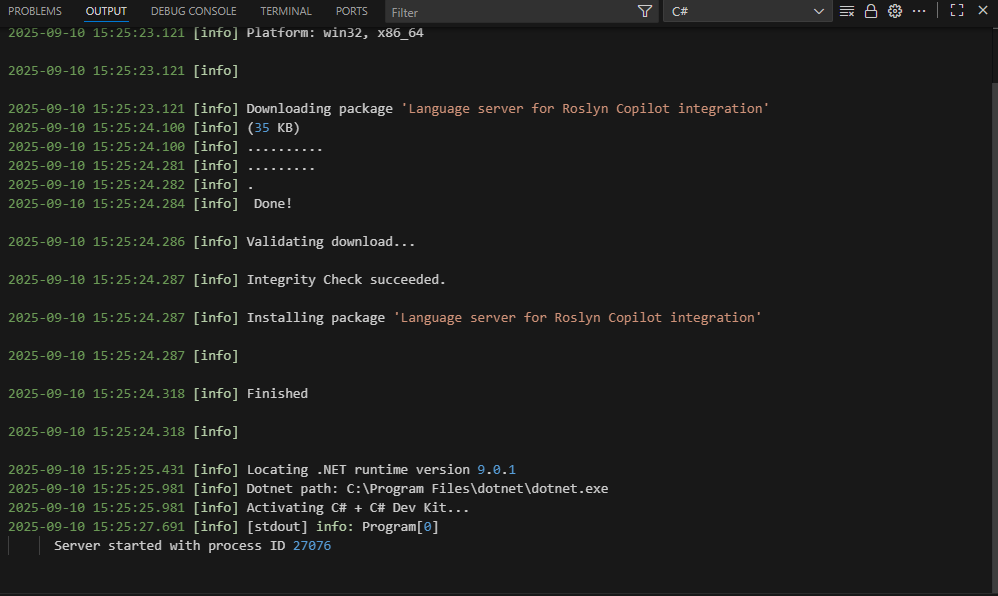 PROBLEMS OUTPUT DEBUG CONSOLE TERMINAL PORTS Filter C#
2025-09-10 15:25:23.121 [info] Platform: win32, x86_64
2025-09-10 15:25:23.121 [info]
2025-09-10 15:25:23.121 [info] Downloading package 'Language server for Roslyn Copilot integration'
2025-09-10 15:25:24.100 [info] (35 KB)
2025-09-10 15:25:24.100 [info] ..........
2025-09-10 15:25:24.281 [info] .........
2025-09-10 15:25:24.282 [info] .
2025-09-10 15:25:24.284 [info]  Done!
2025-09-10 15:25:24.286 [info] Validating download...
2025-09-10 15:25:24.287 [info] Integrity Check succeeded.
2025-09-10 15:25:24.287 [info] Installing package 'Language server for Roslyn Copilot integration'
2025-09-10 15:25:24.287 [info]
2025-09-10 15:25:24.318 [info] Finished
2025-09-10 15:25:24.318 [info]
2025-09-10 15:25:25.431 [info] Locating .NET runtime version 9.0.1
2025-09-10 15:25:25.981 [info] Dotnet path: C:\Program Files\dotnet\dotnet.exe
2025-09-10 15:25:25.981 [info] Activating C# + C# Dev Kit...
2025-09-10 15:25:27.691 [info] [stdout] info: Program[0]
      Server started with process ID 27076